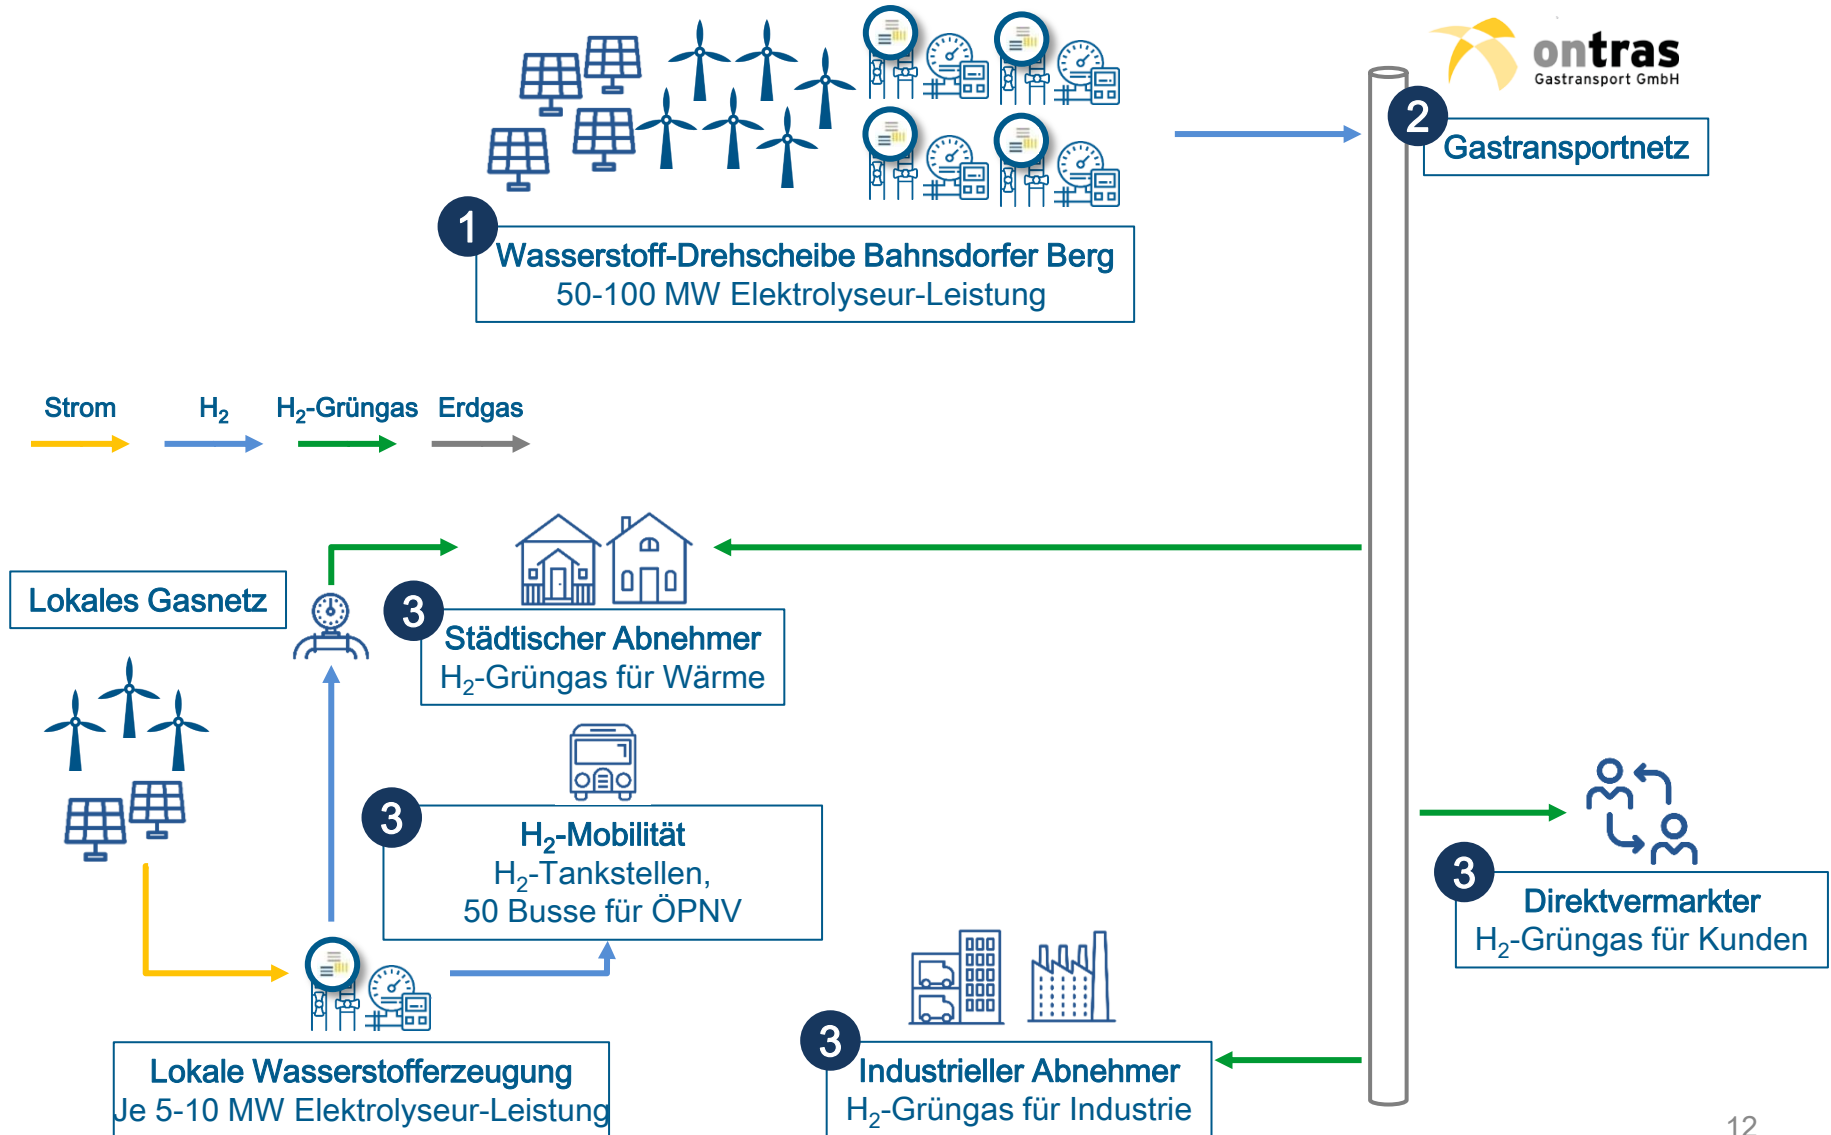 ontras
Gastransport GmbH
2
Gastransportnetz
1
Wasserstoff-Drehscheibe Bahnsdorfer Berg
50-100 MW Elektrolyseur-Leistung
Strom
H₂
H₂-Grüngas
Erdgas
Lokales Gasnetz
3
Städtischer Abnehmer
H₂-Grüngas für Wärme
3
H₂-Mobilität
H₂-Tankstellen,
50 Busse für ÖPNV
3
Direktvermarkter
H₂-Grüngas für Kunden
Lokale Wasserstofferzeugung
Je 5-10 MW Elektrolyseur-Leistung
3
Industrieller Abnehmer
H₂-Grüngas für Industrie
12